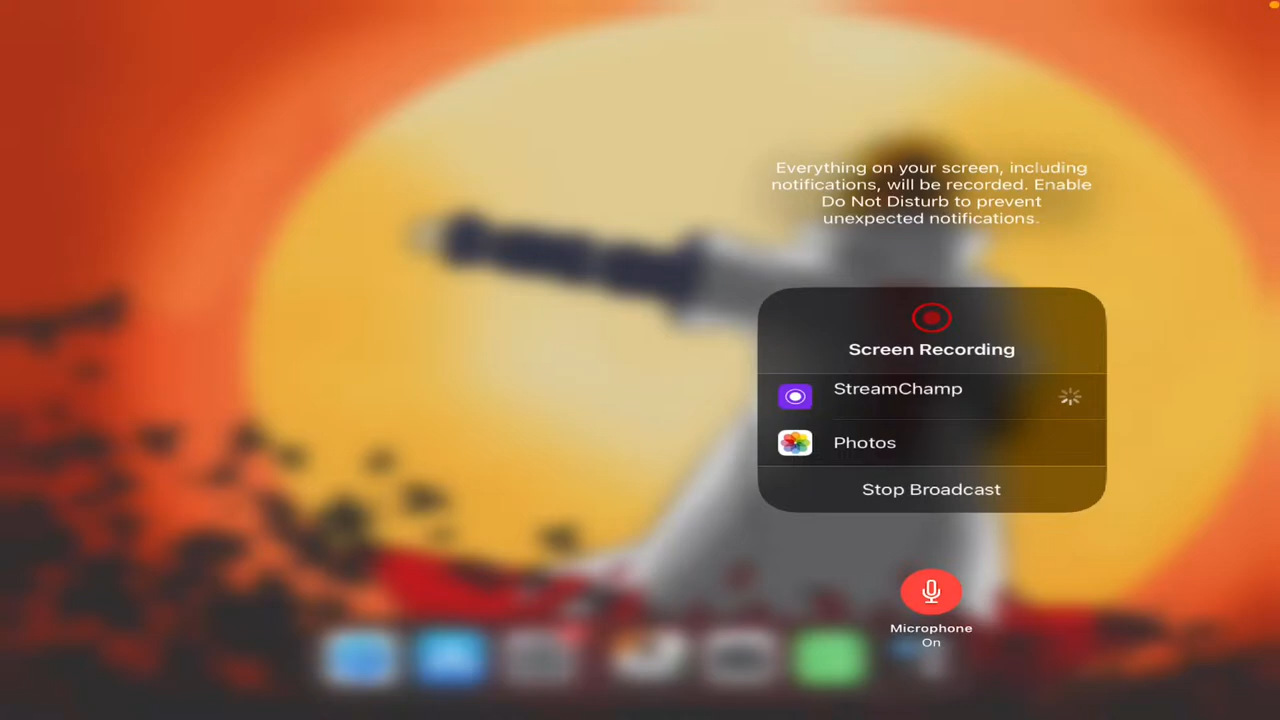 Everything on your screen, including
notifications, will be recorded. Enable
Do Not Disturb to prevent
unexpected notifications.
Screen Recording
StreamChamp
Photos
Stop Broadcast
Microphone
On